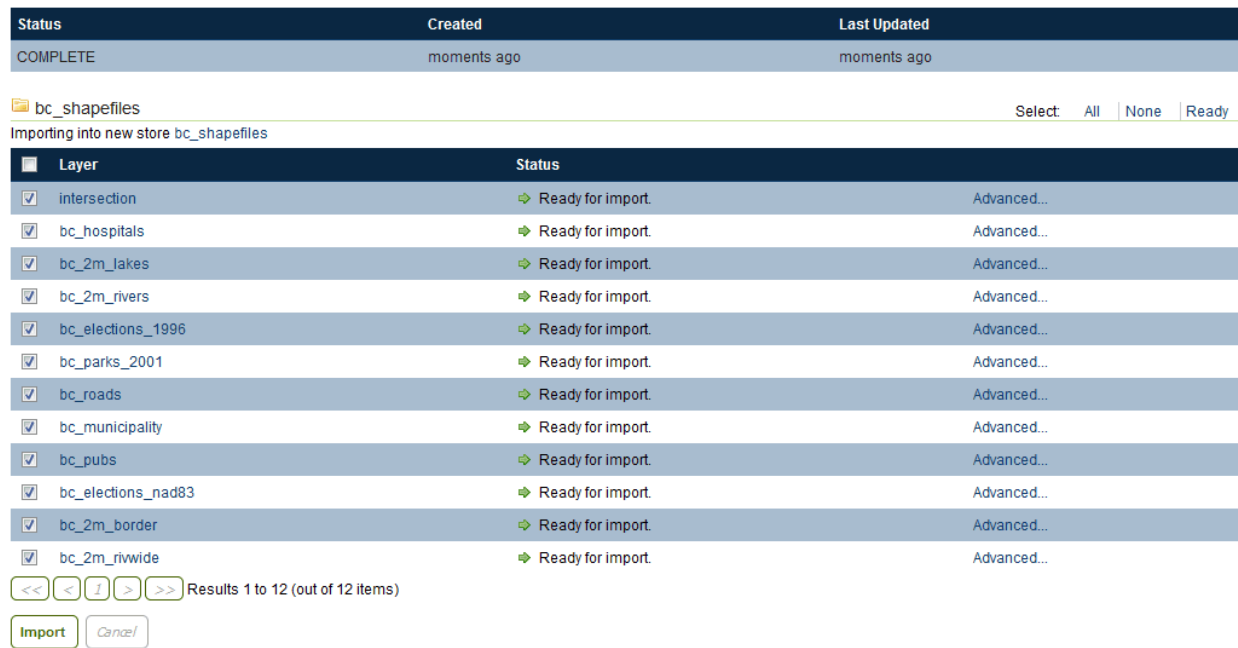 Status Created Last Updated
COMPLETE moments ago moments ago
bc_shapefiles Select: All None Ready
Importing into new store bc_shapefiles
Layer Status
intersection Ready for import. Advanced...
bc_hospitals Ready for import. Advanced...
bc_2m_lakes Ready for import. Advanced...
bc_2m_rivers Ready for import. Advanced...
bc_elections_1996 Ready for import. Advanced...
bc_parks_2001 Ready for import. Advanced...
bc_roads Ready for import. Advanced...
bc_municipality Ready for import. Advanced...
bc_pubs Ready for import. Advanced...
bc_elections_nad83 Ready for import. Advanced...
bc_2m_border Ready for import. Advanced...
bc_2m_rivwide Ready for import. Advanced...
<< < 1 > >> Results 1 to 12 (out of 12 items)
Import Cancel